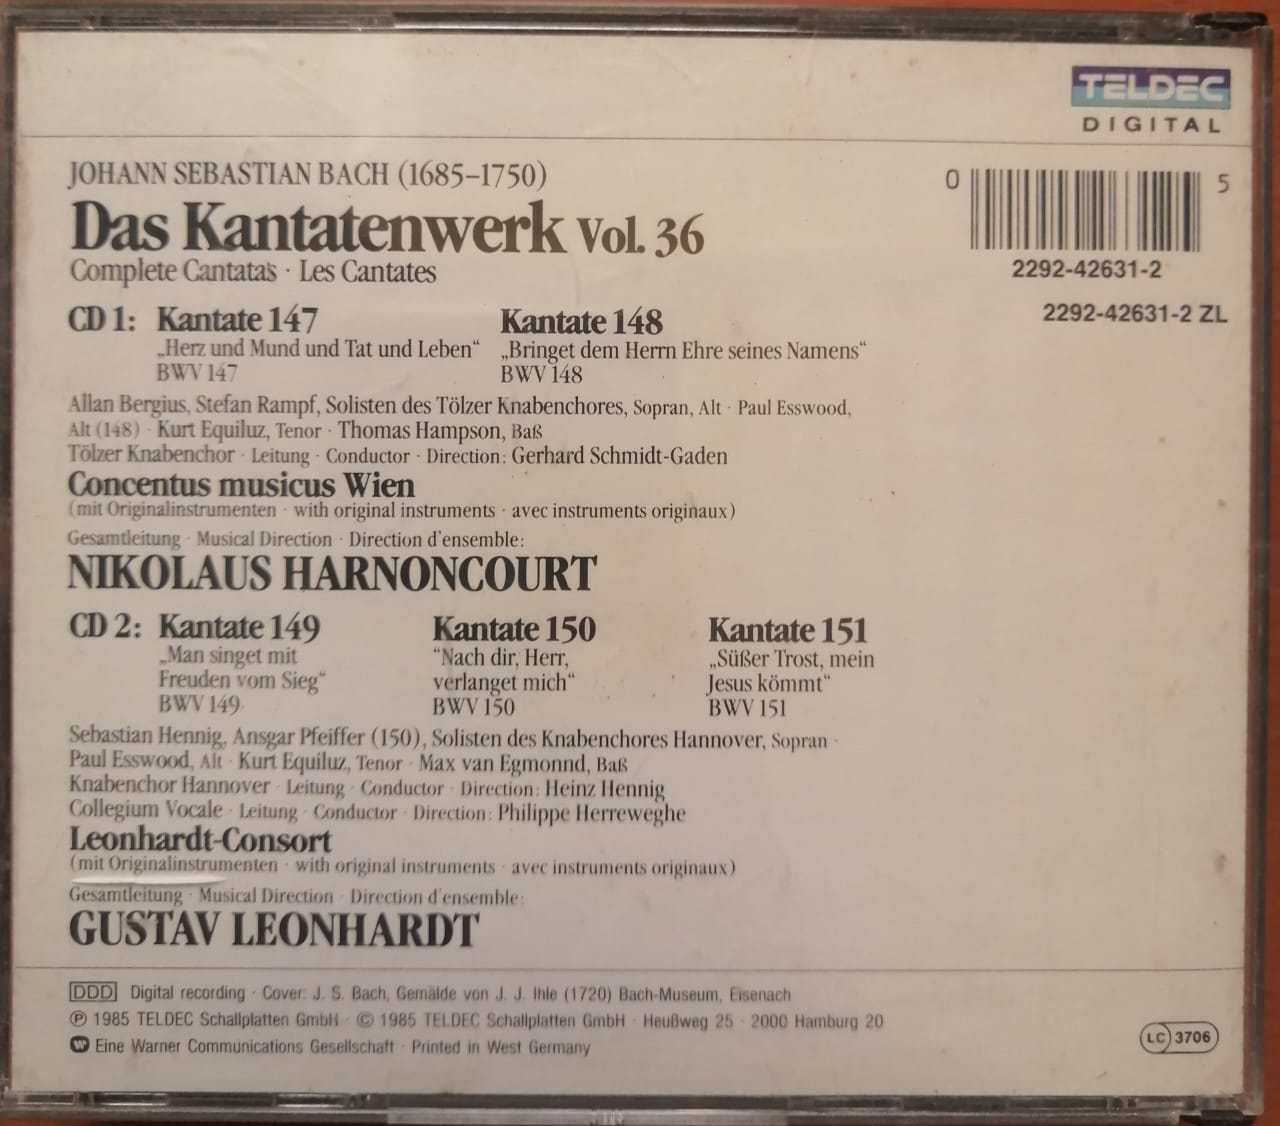 TELDEC
DIGITAL
JOHANN SEBASTIAN BACH (1685–1750)
Das Kantatenwerk Vol. 36
Complete Cantatas · Les Cantates
0 5
2292-42631-2
2292-42631-2 ZL
CD 1: Kantate 147
„Herz und Mund und Tat und Leben“
BWV 147
Kantate 148
„Bringet dem Herrn Ehre seines Namens“
BWV 148
Allan Bergius, Stefan Rampf, Solisten des Tölzer Knabenchores, Sopran, Alt · Paul Esswood,
Alt (148) · Kurt Equiluz, Tenor · Thomas Hampson, Baß
Tölzer Knabenchor · Leitung · Conductor · Direction: Gerhard Schmidt-Gaden
Concentus musicus Wien
(mit Originalinstrumenten · with original instruments · avec instruments originaux)
Gesamtleitung · Musical Direction · Direction d'ensemble:
NIKOLAUS HARNONCOURT
CD 2: Kantate 149
„Man singet mit
Freuden vom Sieg“
BWV 149
Kantate 150
“Nach dir, Herr,
verlanget mich“
BWV 150
Kantate 151
„Süßer Trost, mein
Jesus kömmt“
BWV 151
Sebastian Hennig, Ansgar Pfeiffer (150), Solisten des Knabenchores Hannover, Sopran ·
Paul Esswood, Alt · Kurt Equiluz, Tenor · Max van Egmonnd, Baß
Knabenchor Hannover · Leitung · Conductor · Direction: Heinz Hennig
Collegium Vocale · Leitung · Conductor · Direction: Philippe Herreweghe
Leonhardt-Consort
(mit Originalinstrumenten · with original instruments · avec instruments originaux)
Gesamtleitung · Musical Direction · Direction d'ensemble:
GUSTAV LEONHARDT
DDD Digital recording · Cover: J. S. Bach, Gemälde von J. J. Ihle (1720) Bach-Museum, Eisenach
℗ 1985 TELDEC Schallplatten GmbH · © 1985 TELDEC Schallplatten GmbH · Heußweg 25 · 2000 Hamburg 20
Eine Warner Communications Gesellschaft · Printed in West Germany
LC 3706